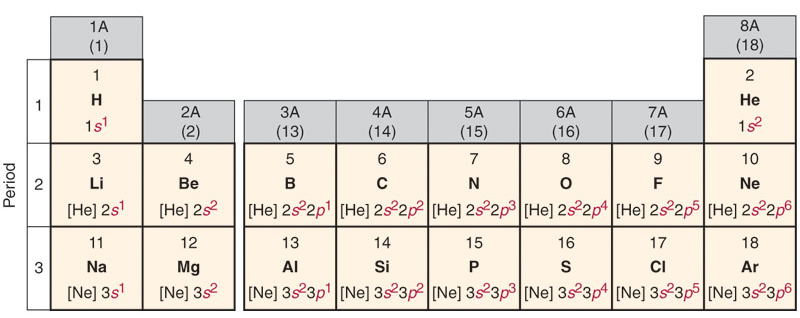 1A
(1)
8A
(18)
1
H
1s¹
2
He
1s²
2A
(2)
3A
(13)
4A
(14)
5A
(15)
6A
(16)
7A
(17)
Period
1
2
3
Li
[He] 2s¹
4
Be
[He] 2s²
5
B
[He] 2s²2p¹
6
C
[He] 2s²2p²
7
N
[He] 2s²2p³
8
O
[He] 2s²2p⁴
9
F
[He] 2s²2p⁵
10
Ne
[He] 2s²2p⁶
3
11
Na
[Ne] 3s¹
12
Mg
[Ne] 3s²
13
Al
[Ne] 3s²3p¹
14
Si
[Ne] 3s²3p²
15
P
[Ne] 3s²3p³
16
S
[Ne] 3s²3p⁴
17
Cl
[Ne] 3s²3p⁵
18
Ar
[Ne] 3s²3p⁶